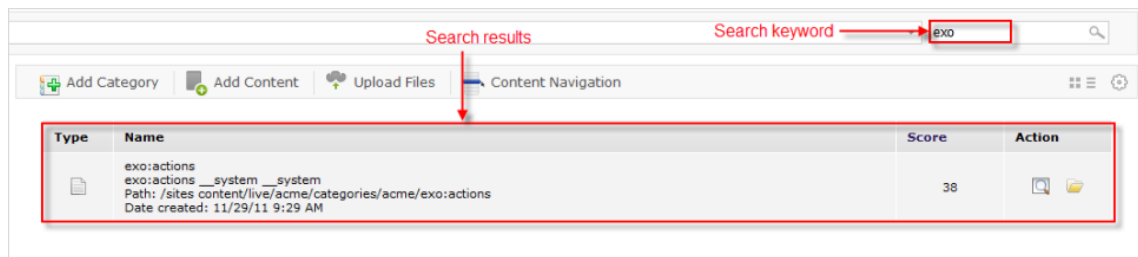 Search results
Search keyword
exo
Add Category Add Content Upload Files Content Navigation
Type Name Score Action
exo:actions
exo:actions __system __system
Path: /sites content/live/acme/categories/acme/exo:actions
Date created: 11/29/11 9:29 AM
38